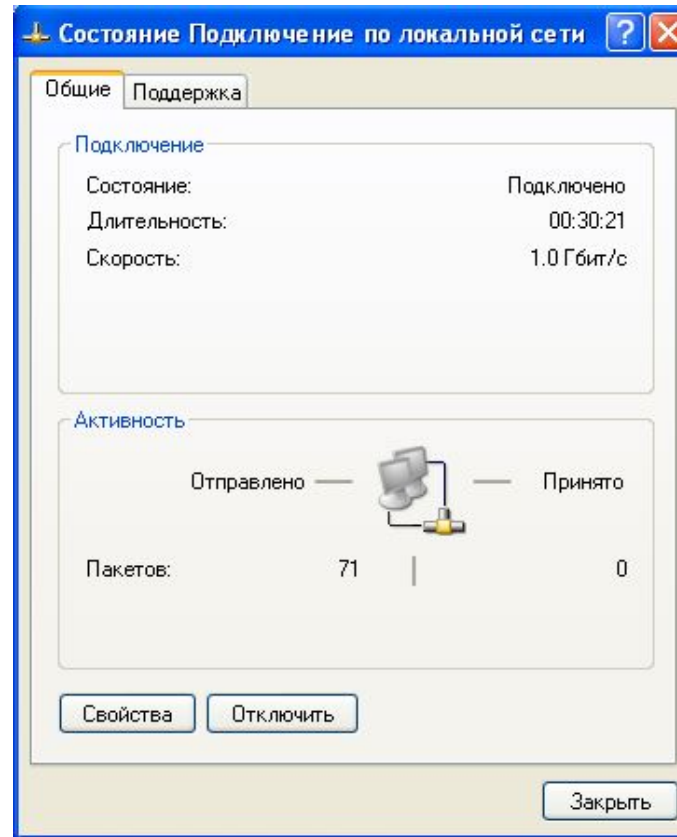 Состояние Подключение по локальной сети
Общие Поддержка
Подключение
Состояние: Подключено
Длительность: 00:30:21
Скорость: 1.0 Гбит/с
Активность
Отправлено — — Принято
Пакетов: 71 0
Свойства Отключить
Закрыть